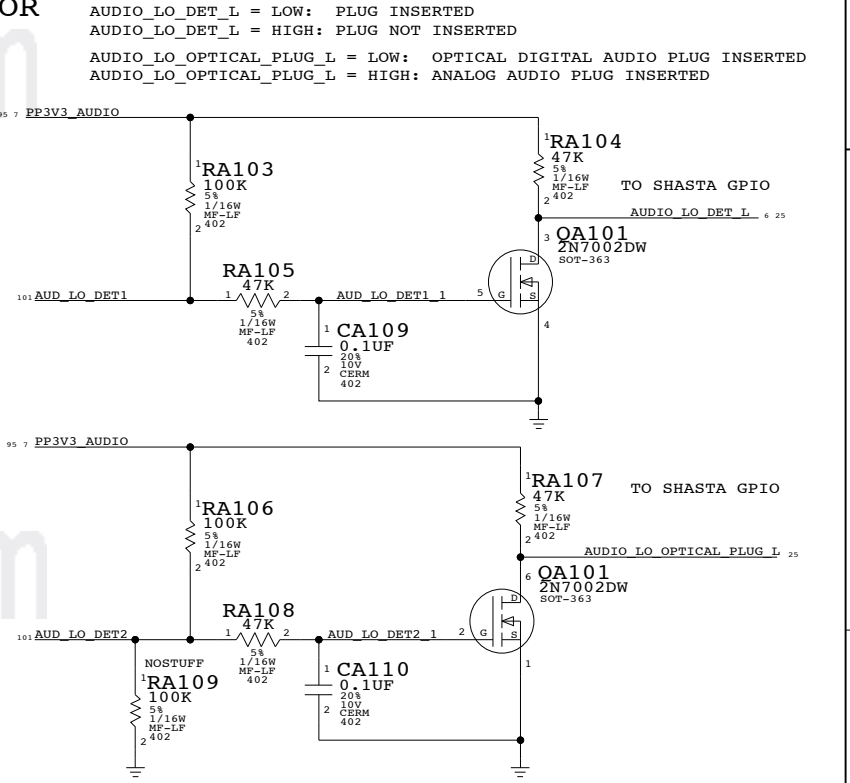 OR
AUDIO_LO_DET_L = LOW: PLUG INSERTED
AUDIO_LO_DET_L = HIGH: PLUG NOT INSERTED
AUDIO_LO_OPTICAL_PLUG_L = LOW: OPTICAL DIGITAL AUDIO PLUG INSERTED
AUDIO_LO_OPTICAL_PLUG_L = HIGH: ANALOG AUDIO PLUG INSERTED
95 7 PP3V3_AUDIO
1 RA103
100K
5%
1/16W
MF-LF
2 402
1 RA104
47K
5%
1/16W
MF-LF
2 402
TO SHASTA GPIO
AUDIO_LO_DET_L 6 25
3 QA101
2N7002DW
SOT-363
D
G
S
5
4
101 AUD_LO_DET1
RA105
47K
1 2
5%
1/16W
MF-LF
402
AUD_LO_DET1_1
1 CA109
0.1UF
20%
10V
2 CERM
402
95 7 PP3V3_AUDIO
1 RA106
100K
5%
1/16W
MF-LF
2 402
1 RA107
47K
5%
1/16W
MF-LF
2 402
TO SHASTA GPIO
AUDIO_LO_OPTICAL_PLUG_L 25
6 QA101
2N7002DW
SOT-363
D
G
S
2
1
101 AUD_LO_DET2
RA108
47K
1 2
5%
1/16W
MF-LF
402
AUD_LO_DET2_1
NOSTUFF
1 RA109
100K
5%
1/16W
MF-LF
2 402
1 CA110
0.1UF
20%
10V
2 CERM
402
m
m